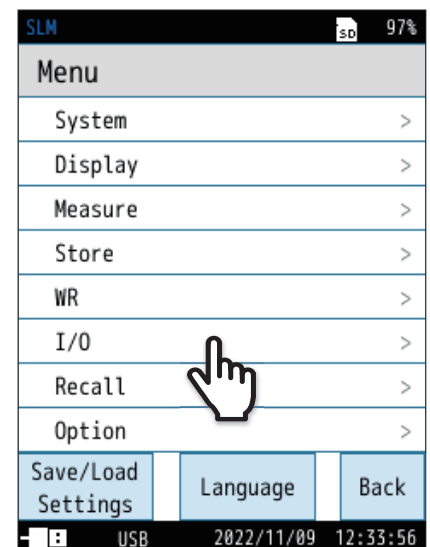 SLM SD 97%
Menu
System >
Display >
Measure >
Store >
WR >
I/O >
Recall >
Option >
Save/Load Settings Language Back
USB 2022/11/09 12:33:56